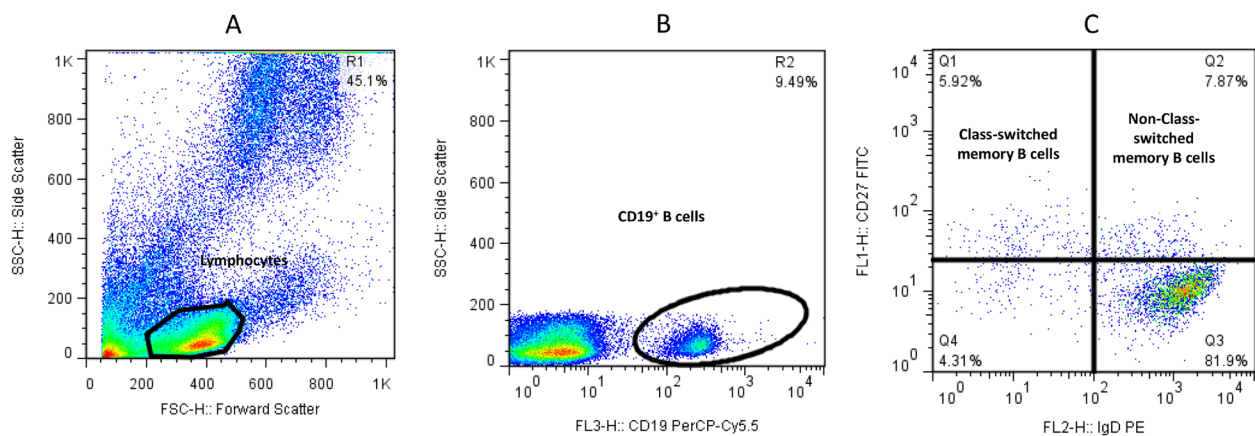 A
R1
45.1%
1K
800
600
400
200
0
SSC-H:: Side Scatter
Lymphocytes
0 200 400 600 800 1K
FSC-H:: Forward Scatter
B
R2
9.49%
1K
800
600
400
200
0
SSC-H:: Side Scatter
CD19⁺ B cells
10⁰ 10¹ 10² 10³ 10⁴
FL3-H:: CD19 PerCP-Cy5.5
C
Q1
5.92%
Q2
7.87%
Class-switched
memory B cells
Non-Class-
switched
memory B cells
10⁴
10³
10²
10¹
10⁰
FL1-H:: CD27 FITC
Q4
4.31%
Q3
81.9%
10⁰ 10¹ 10² 10³ 10⁴
FL2-H:: IgD PE